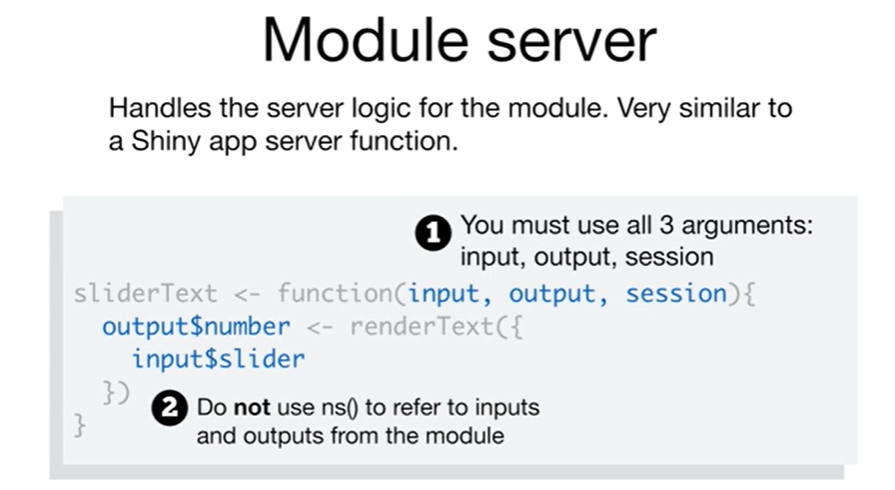 Module server
Handles the server logic for the module. Very similar to
a Shiny app server function.
1 You must use all 3 arguments:
input, output, session
sliderText <- function(input, output, session){
  output$number <- renderText({
    input$slider
  })
2 Do not use ns() to refer to inputs
and outputs from the module
}